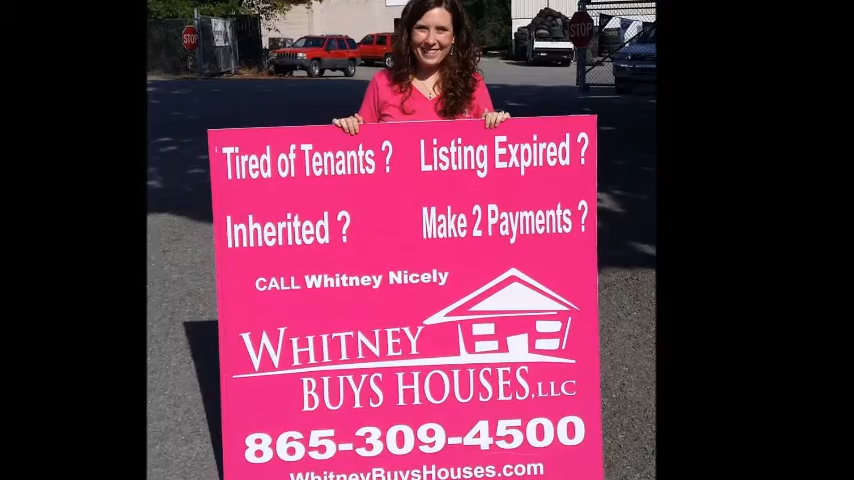 STOP
STOP
Tired of Tenants ? Listing Expired ?
Inherited ? Make 2 Payments ?
CALL Whitney Nicely
WHITNEY
BUYS HOUSES, LLC
865-309-4500
WhitneyBuysHouses.com